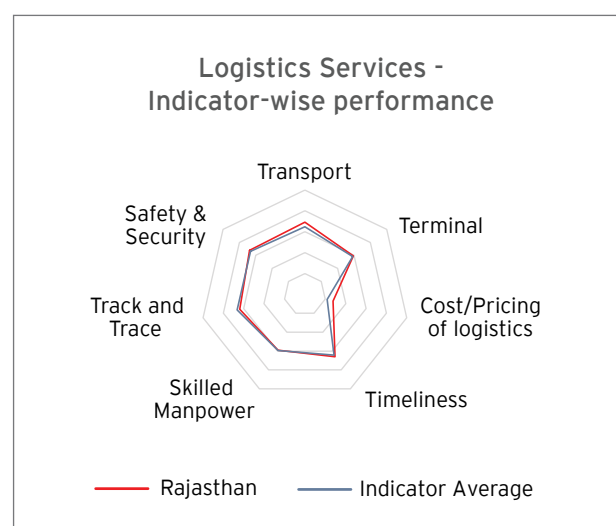 Logistics Services -
Indicator-wise performance
Transport
Safety &
Security
Terminal
Track and
Trace
Cost/Pricing
of logistics
Skilled
Manpower
Timeliness
Rajasthan
Indicator Average